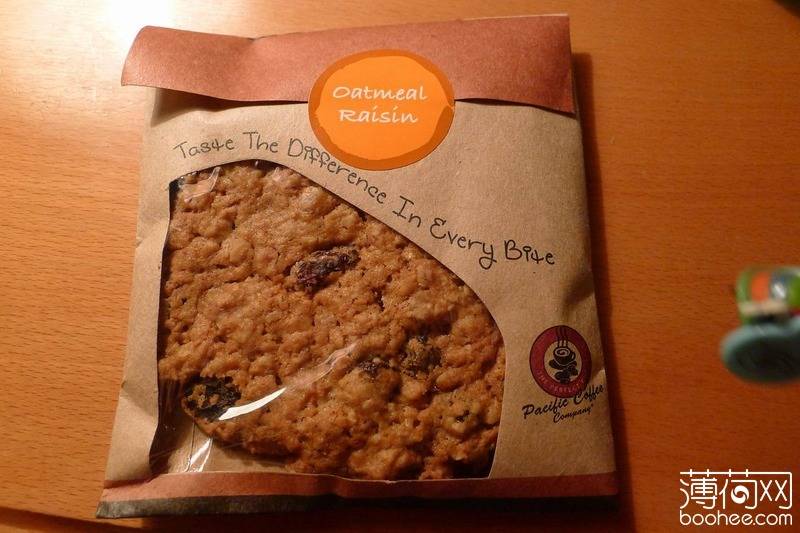 Oatmeal
Raisin
Taste The Difference In Every Bite
Pacific Coffee
Company
薄荷网
boohee.com